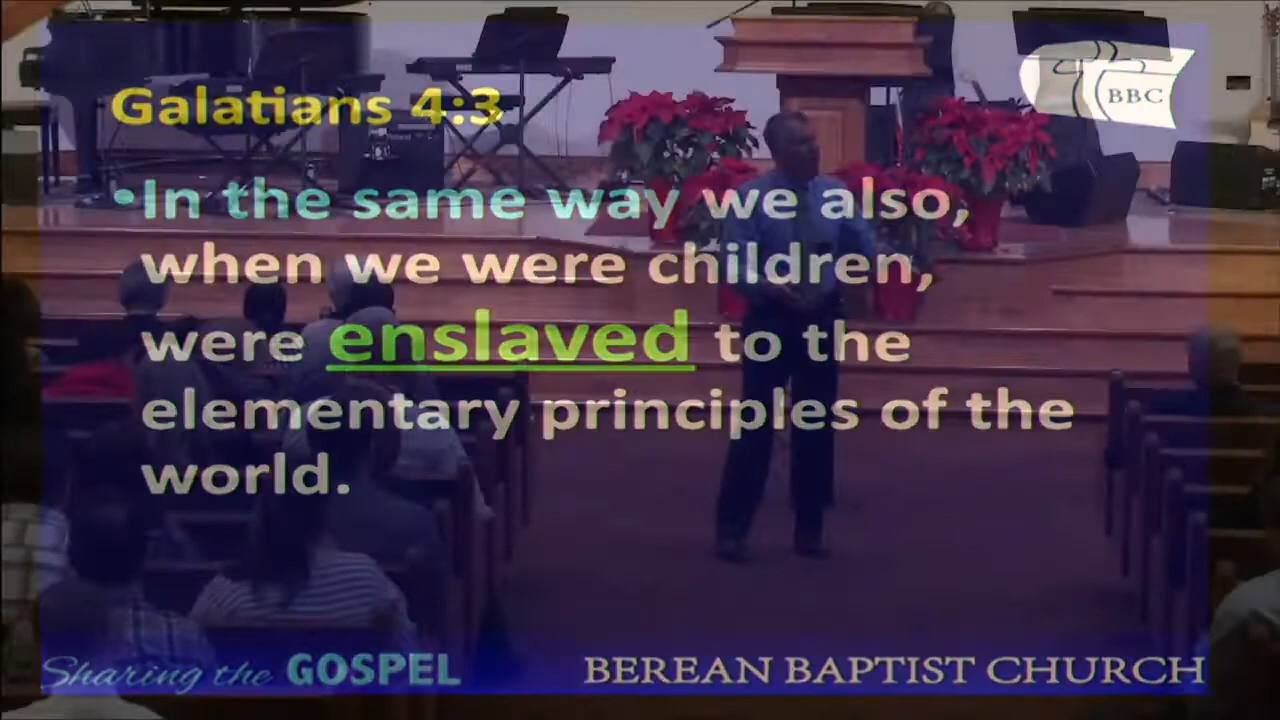 Galatians 4:3
BBC
•In the same way we also,
when we were children,
were enslaved to the
elementary principles of the
world.
Sharing the GOSPEL
BEREAN BAPTIST CHURCH